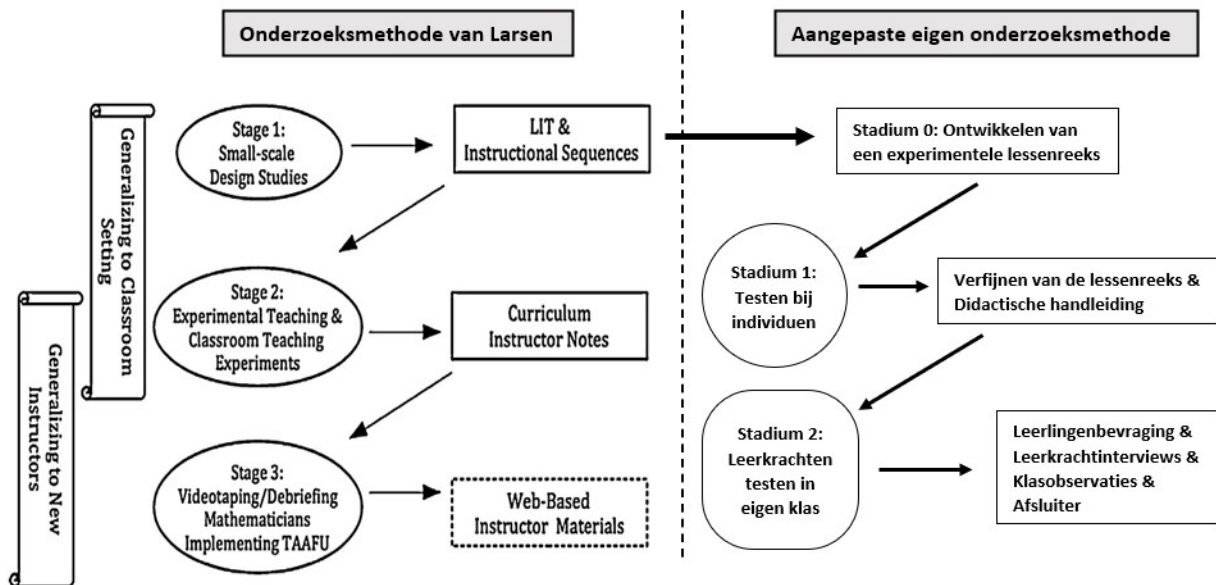 Onderzoeksmethode van Larsen
Generalizing to Classroom
Setting
Generalizing to New
Instructors
Stage 1:
Small-scale
Design Studies
LIT &
Instructional Sequences
Stage 2:
Experimental Teaching &
Classroom Teaching
Experiments
Curriculum
Instructor Notes
Stage 3:
Videotaping/Debriefing
Mathematicians
Implementing TAAFU
Web-Based
Instructor Materials
Aangepaste eigen onderzoeksmethode
Stadium 0: Ontwikkelen van
een experimentele lessenreeks
Stadium 1:
Testen bij
individuen
Verfijnen van de lessenreeks &
Didactische handleiding
Stadium 2:
Leerkrachten
testen in
eigen klas
Leerlingenbevraging &
Leerkrachtinterviews &
Klasobservaties &
Afsluiter